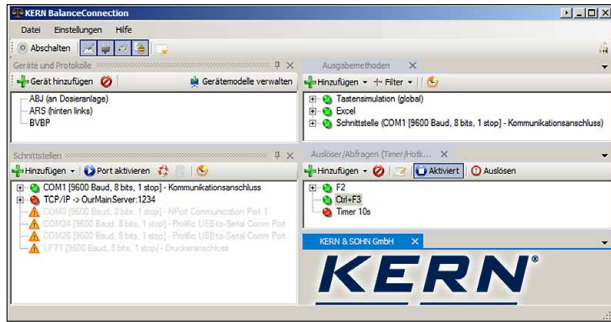 KERN BalanceConnection
Datei Einstellungen Hilfe
Abschalten
Geräte und Protokolle
Gerät hinzufügen Gerätemodelle verwalten
ABJ (an Dosieranlage)
ARS (hinten links)
BVBP
Ausgabemethoden
Hinzufügen Filter
Tastensimulation (global)
Excel
Schnittstelle (COM1 [9600 Baud, 8 bits, 1 stop] - Kommunikationsanschluss)
Schnittstellen
Hinzufügen Port aktivieren
COM1 [9600 Baud, 8 bits, 1 stop] - Kommunikationsanschluss
TCP/IP -> OurMainServer:1234
[9600 Baud, 8 bits, 1 stop] - NPort Communication Port 1
COM24 [9600 Baud, 8 bits, 1 stop] - Prolific USB-to-Serial Comm Port
COM26 [9600 Baud, 8 bits, 1 stop] - Prolific USB-to-Serial Comm Port
LPT1 [9600 Baud, 8 bits, 1 stop] - Druckeranschluss
Auslöser/Abfragen (Timer/Hotk...
Hinzufügen Aktiviert Auslösen
F2
Ctrl+F3
Timer 10s
KERN & SOHN GmbH
KERN